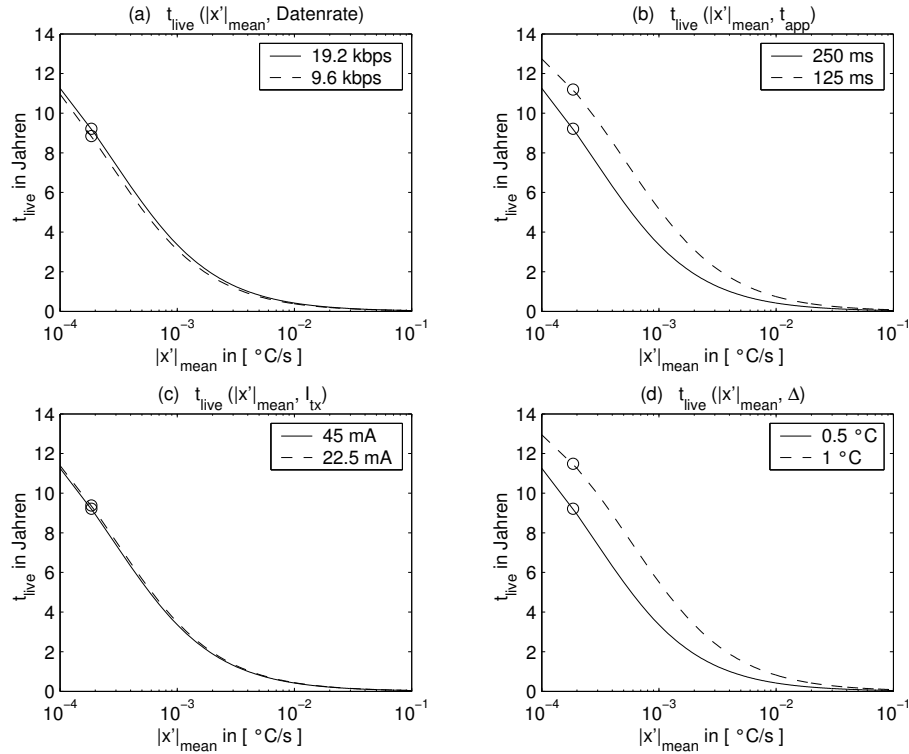 (a) t_live (|x'|_mean, Datenrate)
19.2 kbps
9.6 kbps
t_live in Jahren
14
12
10
8
6
4
2
0
10^-4 10^-3 10^-2 10^-1
|x'|_mean in [ °C/s ]
(b) t_live (|x'|_mean, t_app)
250 ms
125 ms
t_live in Jahren
14
12
10
8
6
4
2
0
10^-4 10^-3 10^-2 10^-1
|x'|_mean in [ °C/s ]
(c) t_live (|x'|_mean, I_tx)
45 mA
22.5 mA
t_live in Jahren
14
12
10
8
6
4
2
0
10^-4 10^-3 10^-2 10^-1
|x'|_mean in [ °C/s ]
(d) t_live (|x'|_mean, Δ)
0.5 °C
1 °C
t_live in Jahren
14
12
10
8
6
4
2
0
10^-4 10^-3 10^-2 10^-1
|x'|_mean in [ °C/s ]